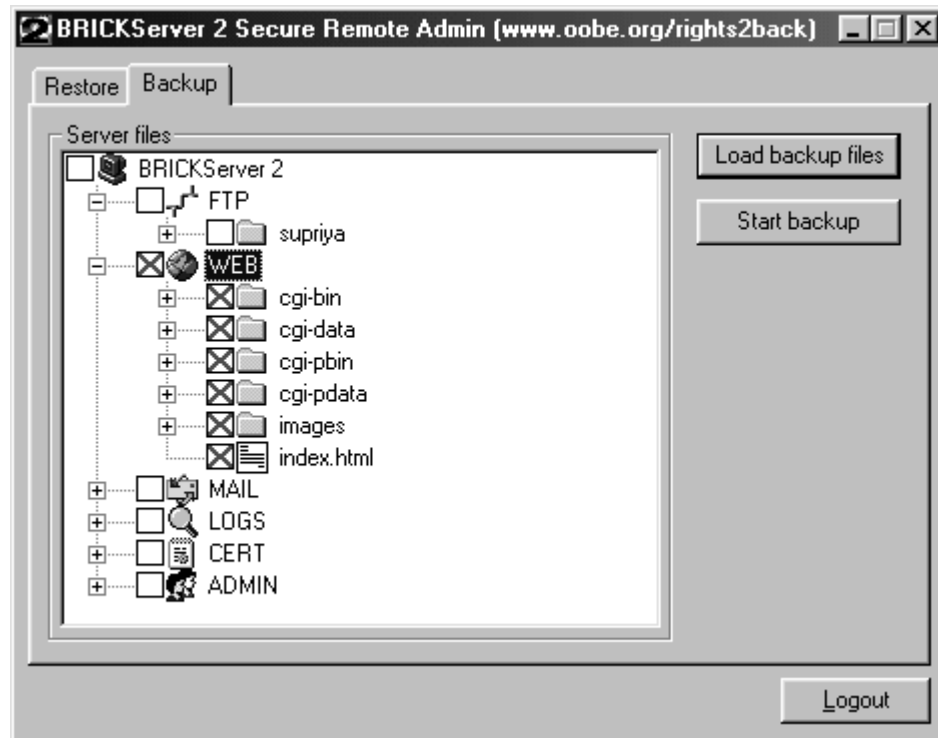 BRICKServer 2 Secure Remote Admin (www.oobe.org/rights2back)
Restore Backup
Server files
BRICKServer 2
FTP
supriya
WEB
cgi-bin
cgi-data
cgi-pbin
cgi-pdata
images
index.html
MAIL
LOGS
CERT
ADMIN
Load backup files
Start backup
Logout